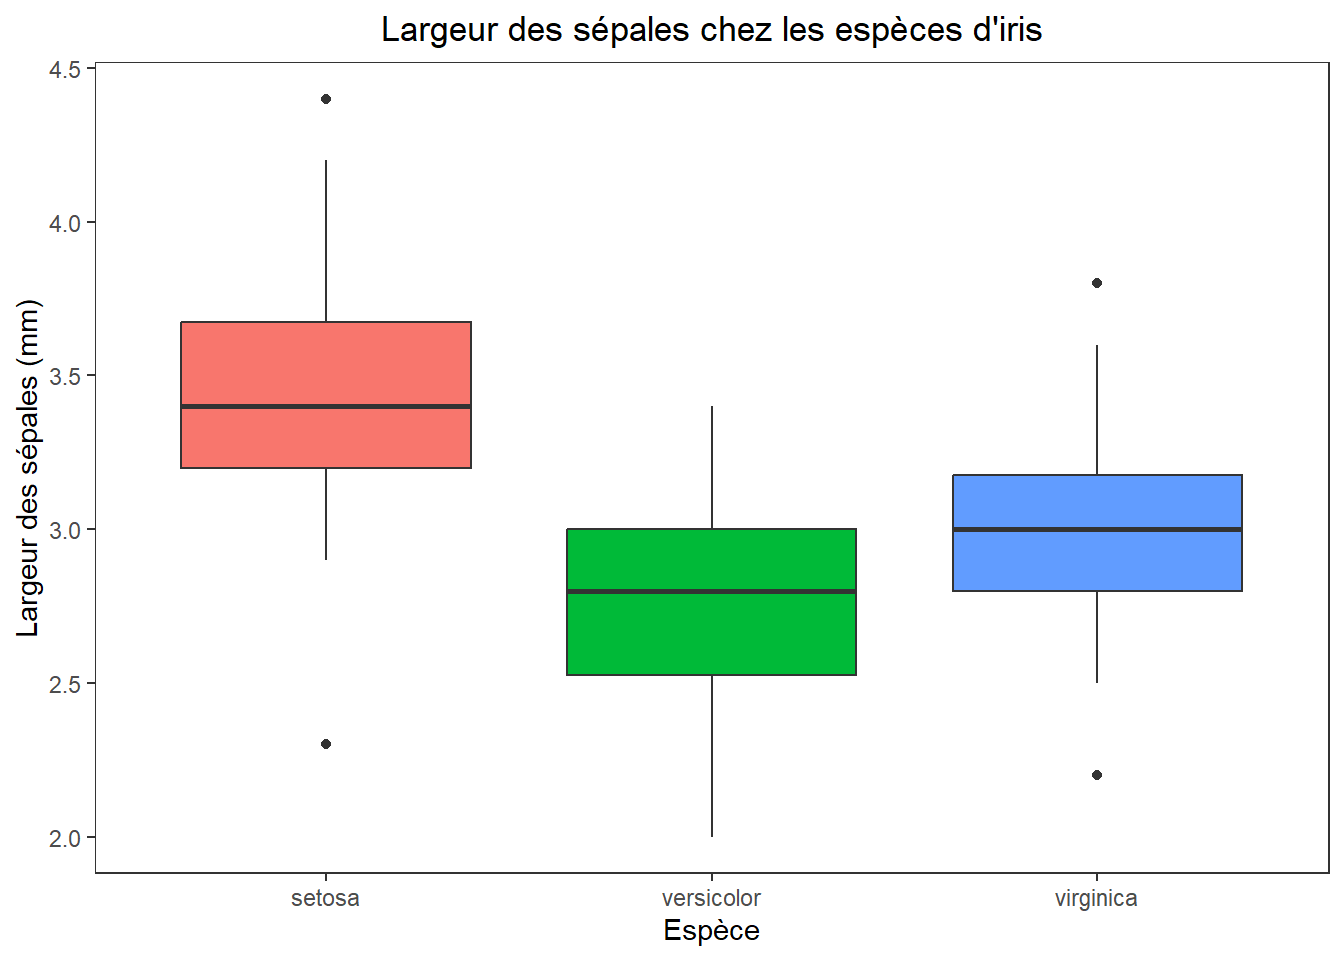 Largeur des sépales chez les espèces d'iris
4.5
4.0
3.5
3.0
2.5
2.0
Largeur des sépales (mm)
setosa
versicolor
virginica
Espèce